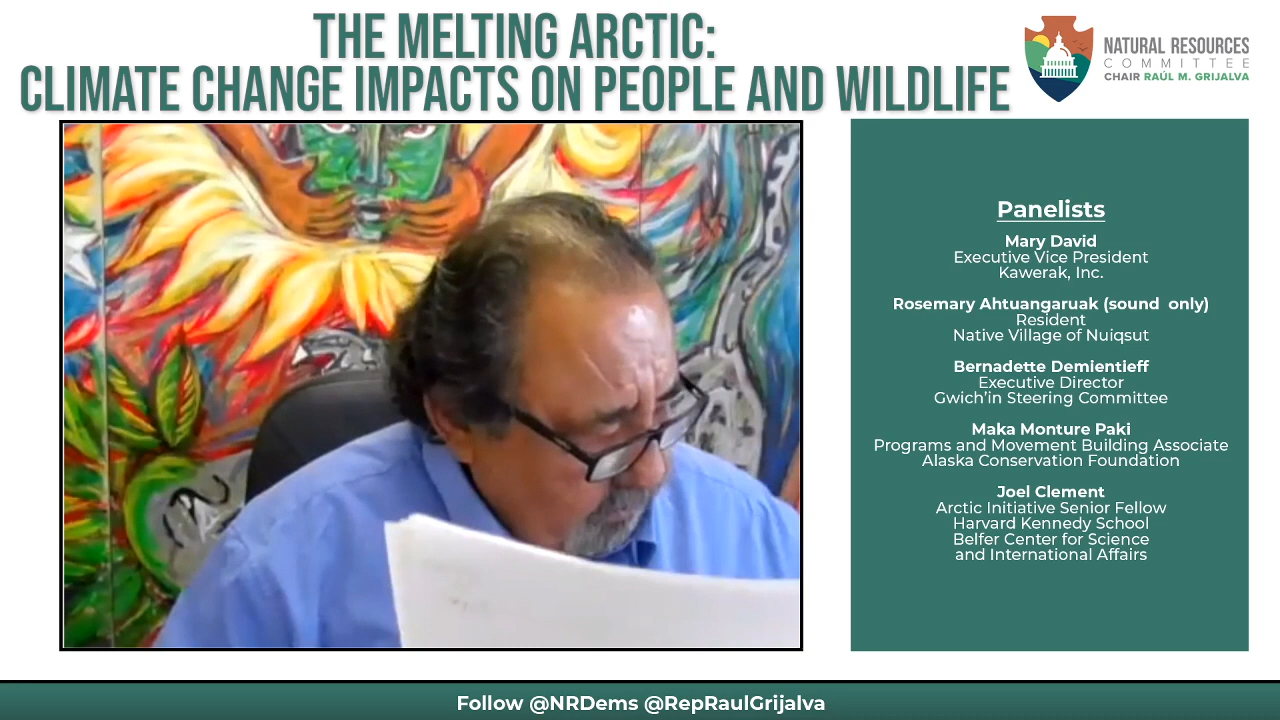 THE MELTING ARCTIC:
CLIMATE CHANGE IMPACTS ON PEOPLE AND WILDLIFE
NATURAL RESOURCES
COMMITTEE
CHAIR RAÚL M. GRIJALVA
Panelists
Mary David
Executive Vice President
Kawerak, Inc.
Rosemary Ahtuangaruak (sound only)
Resident
Native Village of Nuiqsut
Bernadette Demientieff
Executive Director
Gwich'in Steering Committee
Maka Monture Paki
Programs and Movement Building Associate
Alaska Conservation Foundation
Joel Clement
Arctic Initiative Senior Fellow
Harvard Kennedy School
Belfer Center for Science
and International Affairs
Follow @NRDems @RepRaulGrijalva